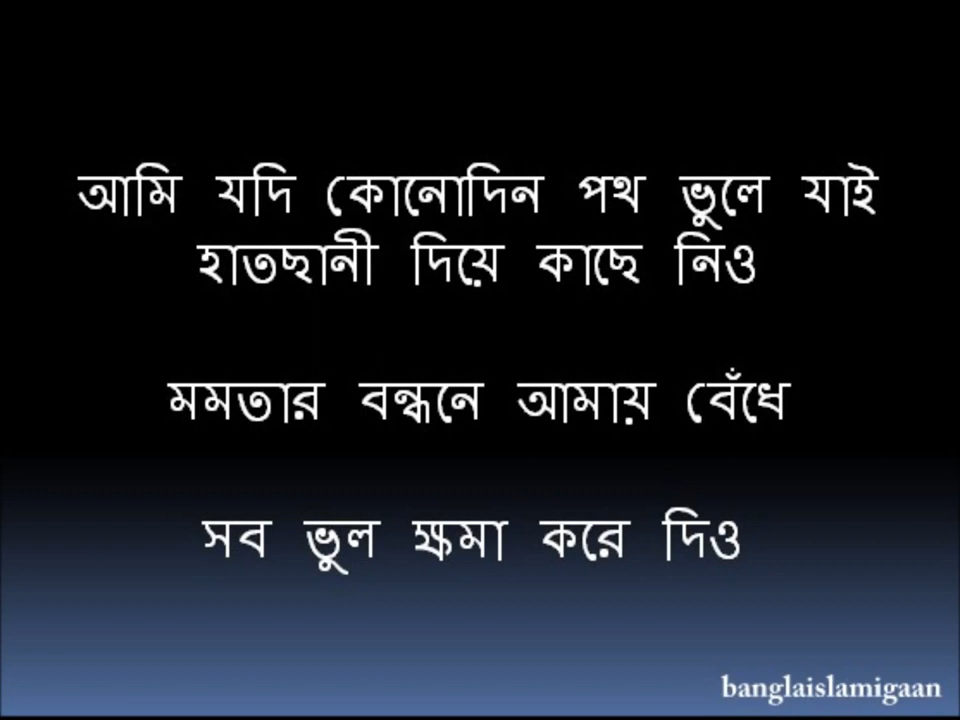 আমি যদি কোনোদিন পথ ভুলে যাই
হাতছানী দিয়ে কাছে নিও
মমতার বন্ধনে আমায় বেঁধে
সব ভুল ক্ষমা করে দিও
banglaislamigaan